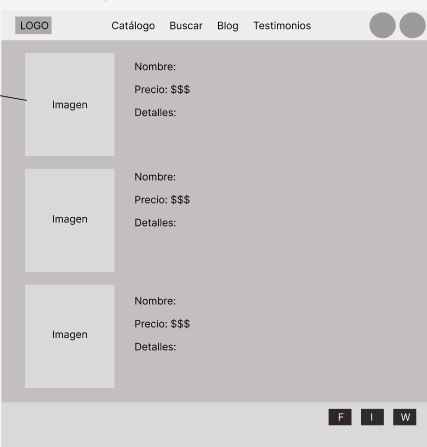 LOGO Catálogo Buscar Blog Testimonios
Imagen
Nombre:
Precio: $$$
Detalles:
Imagen
Nombre:
Precio: $$$
Detalles:
Imagen
Nombre:
Precio: $$$
Detalles:
F I W